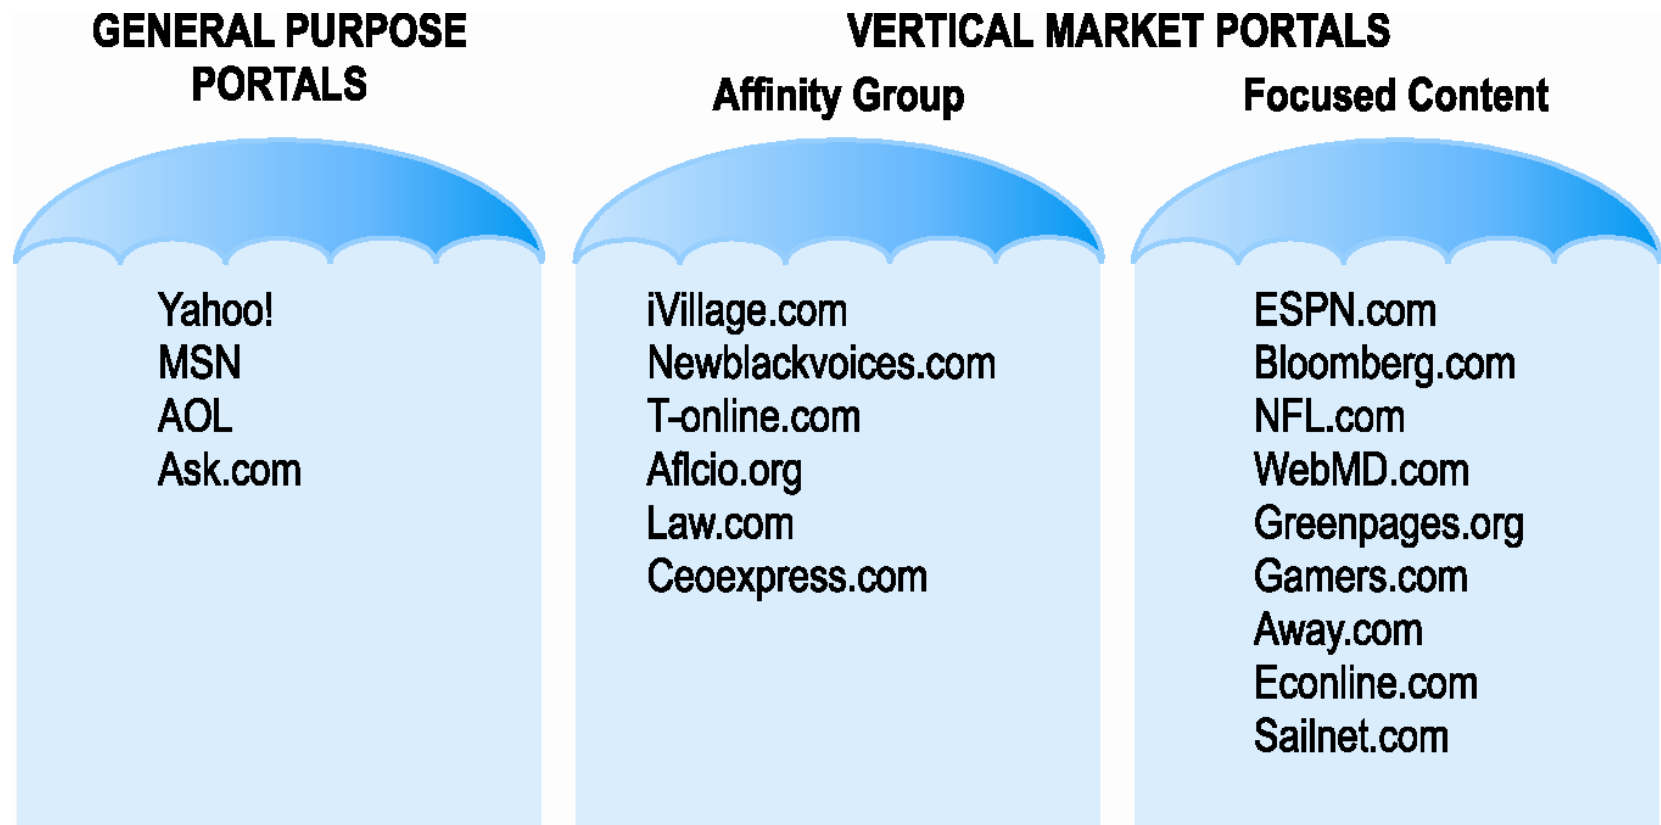 GENERAL PURPOSE
PORTALS
Yahoo!
MSN
AOL
Ask.com
VERTICAL MARKET PORTALS
Affinity Group
iVillage.com
Newblackvoices.com
T-online.com
Aflcio.org
Law.com
Ceoexpress.com
Focused Content
ESPN.com
Bloomberg.com
NFL.com
WebMD.com
Greenpages.org
Gamers.com
Away.com
Econline.com
Sailnet.com